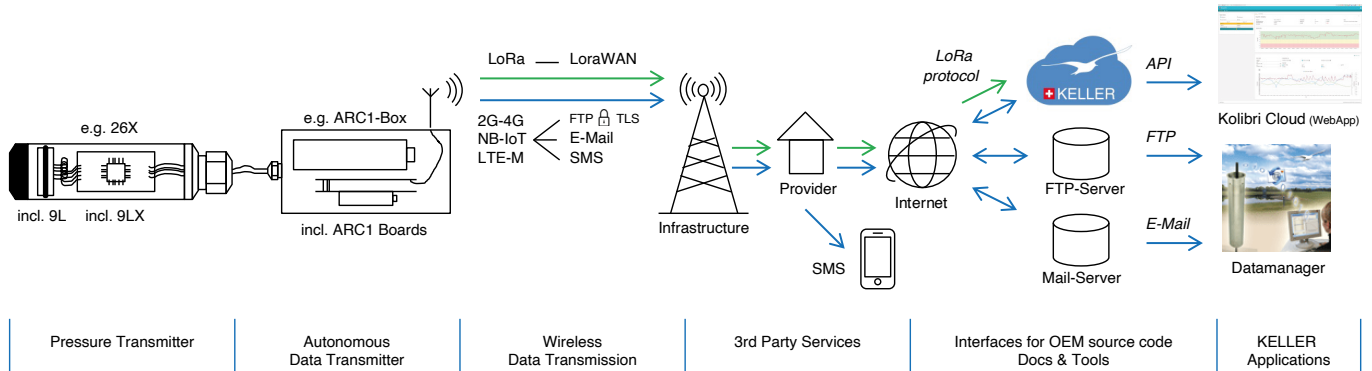 e.g. 26X
incl. 9L
incl. 9LX
e.g. ARC1-Box
incl. ARC1 Boards
LoRa
LoraWAN
2G-4G
NB-IoT
LTE-M
FTP TLS
E-Mail
SMS
Infrastructure
Provider
SMS
Internet
LoRa
protocol
KELLER
FTP-Server
Mail-Server
API
FTP
E-Mail
Kolibri Cloud (WebApp)
Datamanager
Pressure Transmitter
Autonomous
Data Transmitter
Wireless
Data Transmission
3rd Party Services
Interfaces for OEM source code
Docs & Tools
KELLER
Applications